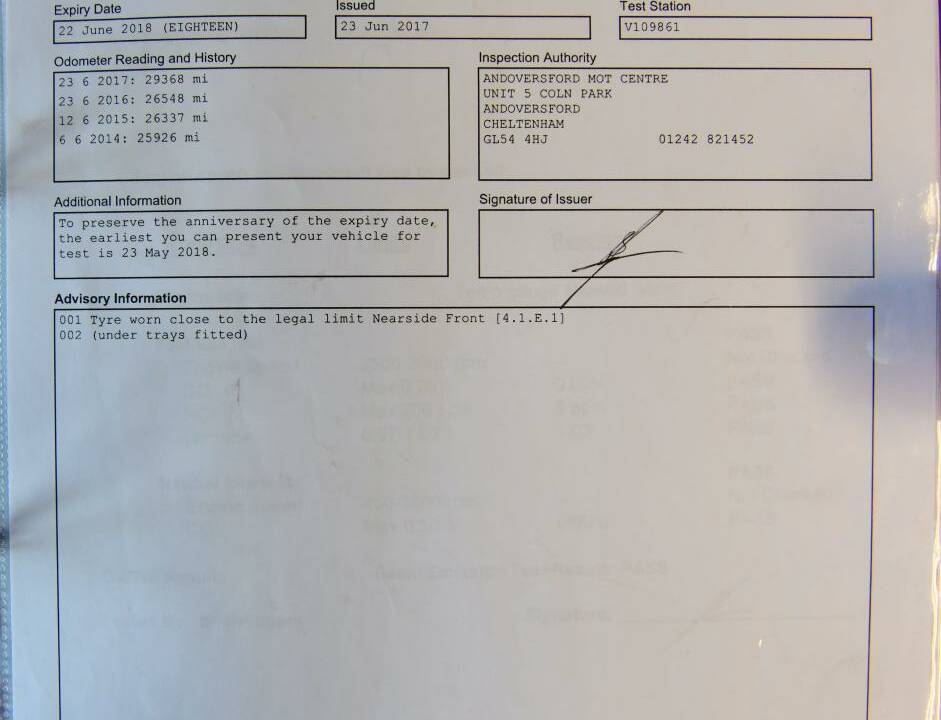 Expiry Date
22 June 2018 (EIGHTEEN)
Issued
23 Jun 2017
Test Station
V109861
Odometer Reading and History
23 6 2017: 29368 mi
23 6 2016: 26548 mi
12 6 2015: 26337 mi
6 6 2014: 25926 mi
Inspection Authority
ANDOVERSFORD MOT CENTRE
UNIT 5 COLN PARK
ANDOVERSFORD
CHELTENHAM
GL54 4HJ 01242 821452
Additional Information
To preserve the anniversary of the expiry date,
the earliest you can present your vehicle for
test is 23 May 2018.
Signature of Issuer
Advisory Information
001 Tyre worn close to the legal limit Nearside Front [4.1.E.1]
002 (under trays fitted)